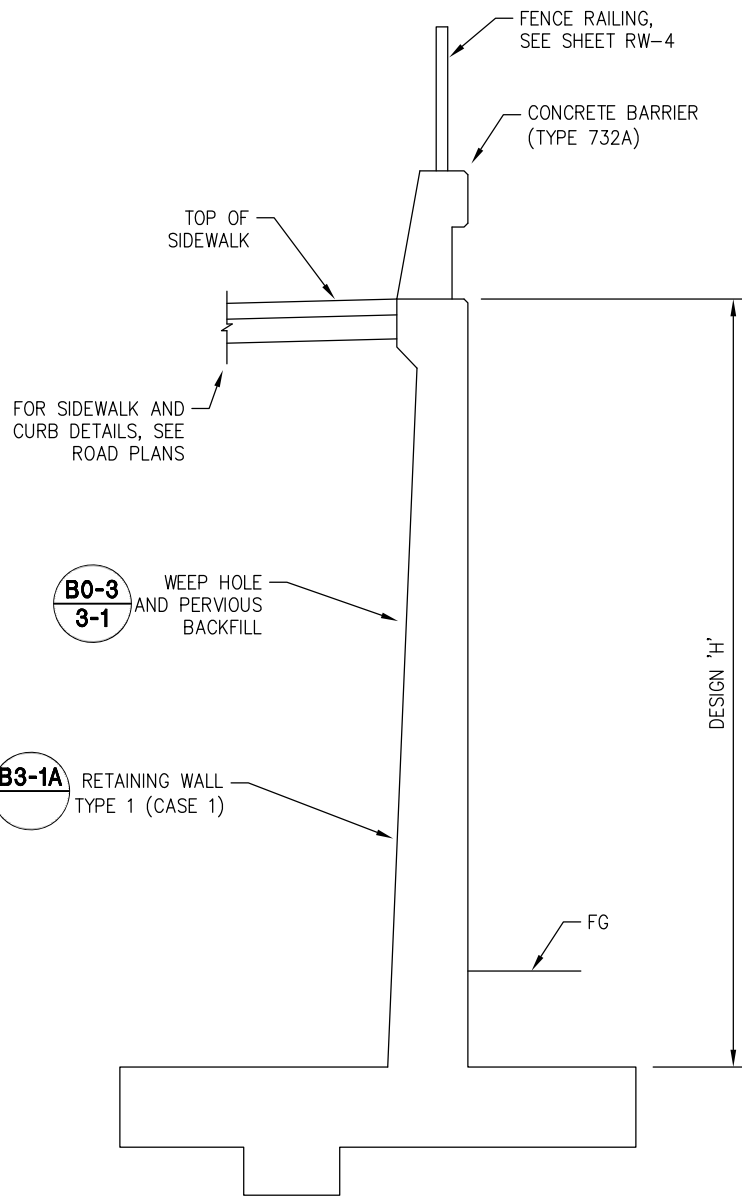 FENCE RAILING,
SEE SHEET RW-4
CONCRETE BARRIER
(TYPE 732A)
TOP OF
SIDEWALK
FOR SIDEWALK AND
CURB DETAILS, SEE
ROAD PLANS
B0-3
3-1
WEEP HOLE
AND PERVIOUS
BACKFILL
DESIGN 'H'
B3-1A
RETAINING WALL
TYPE 1 (CASE 1)
FG